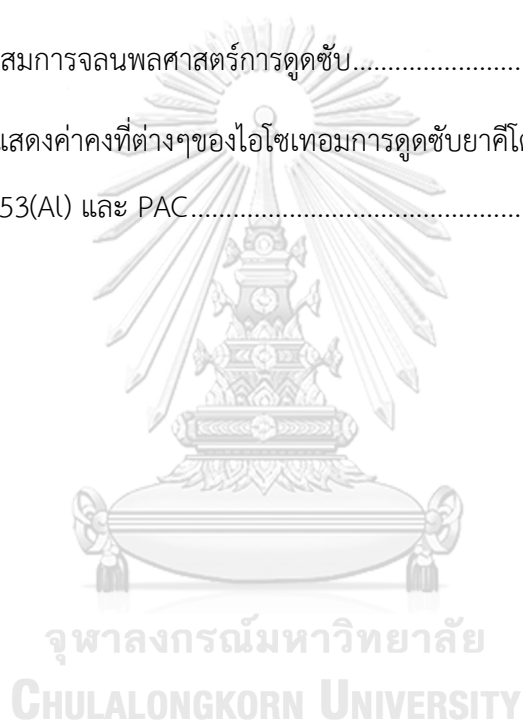 สมการจลนพลศาสตร์การดูดซับ......................
แสดงค่าคงที่ต่างๆของไอโซเทอมการดูดซับยาคีโต
53(Al) และ PAC............................................
จุฬาลงกรณ์มหาวิทยาลัย
CHULALONGKORN UNIVERSITY